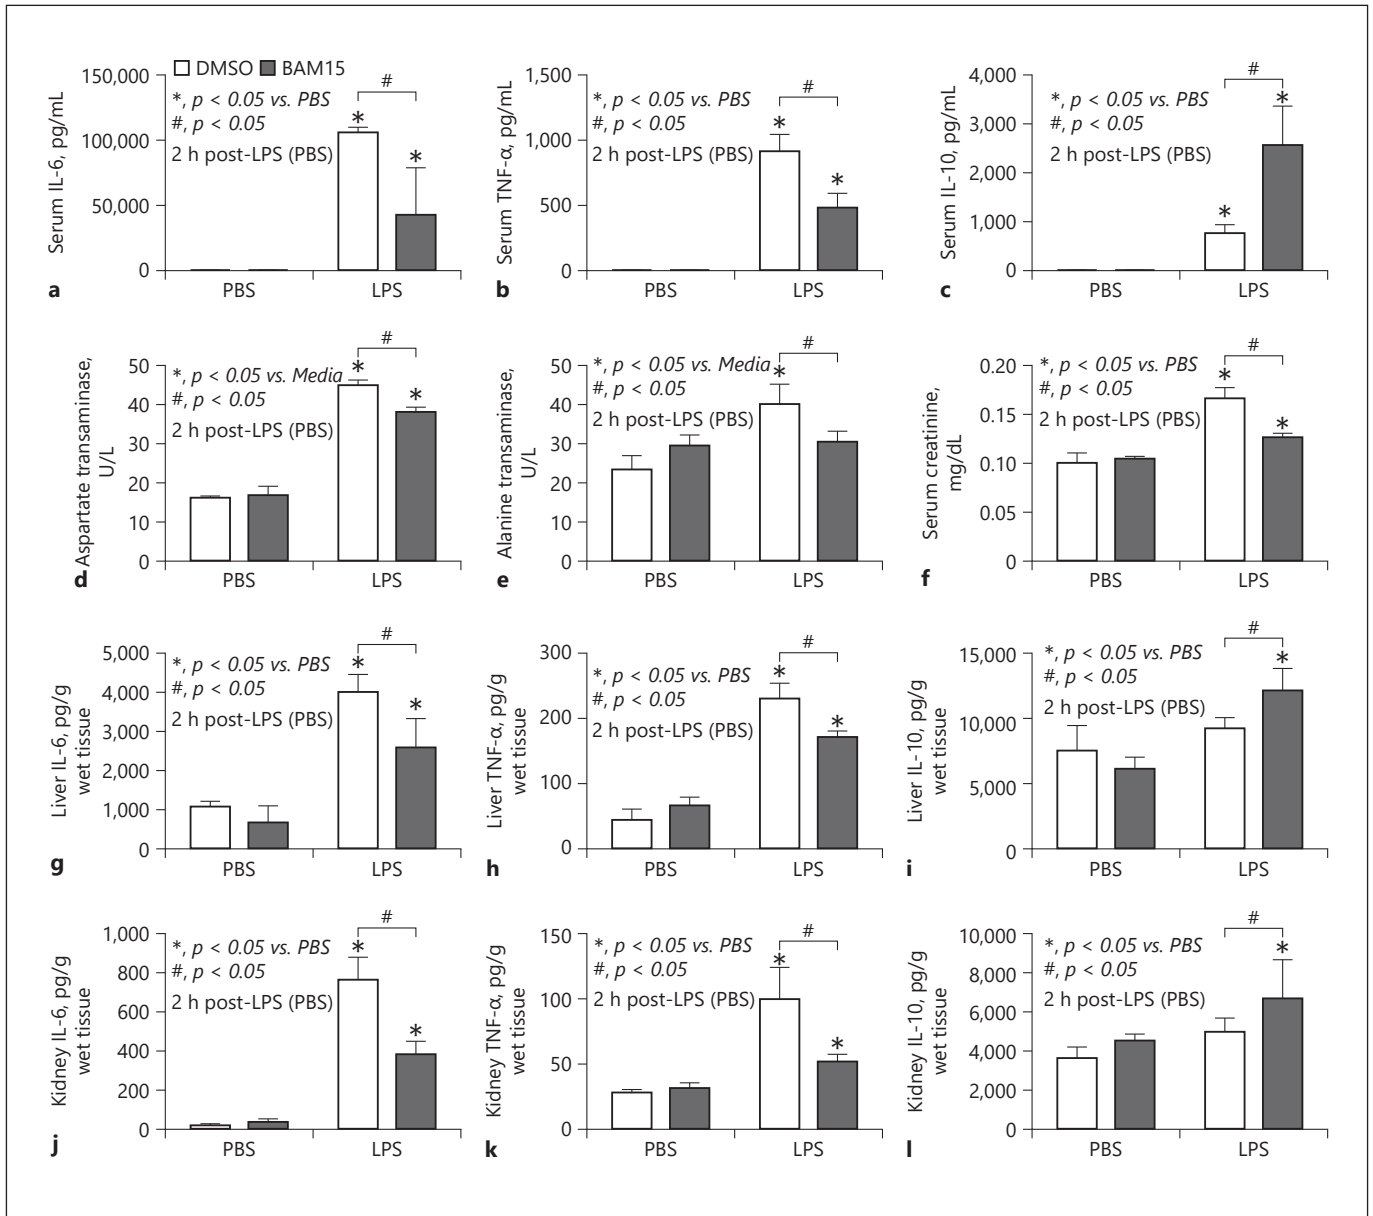 DMSO BAM15
Serum IL-6, pg/mL
150,000
100,000
50,000
0
*, p < 0.05 vs. PBS
#, p < 0.05
2 h post-LPS (PBS)
#
*
*
PBS LPS
a
Serum TNF-α, pg/mL
1,500
1,000
500
0
*, p < 0.05 vs. PBS
#, p < 0.05
2 h post-LPS (PBS)
#
*
*
PBS LPS
b
Serum IL-10, pg/mL
4,000
3,000
2,000
1,000
0
*, p < 0.05 vs. PBS
#, p < 0.05
2 h post-LPS (PBS)
#
*
*
PBS LPS
c
Aspartate transaminase,
U/L
50
40
30
20
10
0
*, p < 0.05 vs. Media
#, p < 0.05
2 h post-LPS (PBS)
#
*
*
PBS LPS
d
Alanine transaminase,
U/L
50
40
30
20
10
0
*, p < 0.05 vs. Media
#, p < 0.05
2 h post-LPS (PBS)
#
*
PBS LPS
e
Serum creatinine,
mg/dL
0.20
0.15
0.10
0.05
0
*, p < 0.05 vs. PBS
#, p < 0.05
2 h post-LPS (PBS)
#
*
*
PBS LPS
f
Liver IL-6, pg/g
wet tissue
5,000
4,000
3,000
2,000
1,000
0
*, p < 0.05 vs. PBS
#, p < 0.05
2 h post-LPS (PBS)
#
*
*
PBS LPS
g
Liver TNF-α, pg/g
wet tissue
300
200
100
0
*, p < 0.05 vs. PBS
#, p < 0.05
2 h post-LPS (PBS)
#
*
*
PBS LPS
h
Liver IL-10, pg/g
wet tissue
15,000
10,000
5,000
0
*, p < 0.05 vs. PBS
#, p < 0.05
2 h post-LPS (PBS)
#
*
PBS LPS
i
Kidney IL-6, pg/g
wet tissue
1,000
800
600
400
200
0
*, p < 0.05 vs. PBS
#, p < 0.05
2 h post-LPS (PBS)
#
*
*
PBS LPS
j
Kidney TNF-α, pg/g
wet tissue
150
100
50
0
*, p < 0.05 vs. PBS
#, p < 0.05
2 h post-LPS (PBS)
#
*
*
PBS LPS
k
Kidney IL-10, pg/g
wet tissue
10,000
8,000
6,000
4,000
2,000
0
*, p < 0.05 vs. PBS
#, p < 0.05
2 h post-LPS (PBS)
#
*
PBS LPS
l